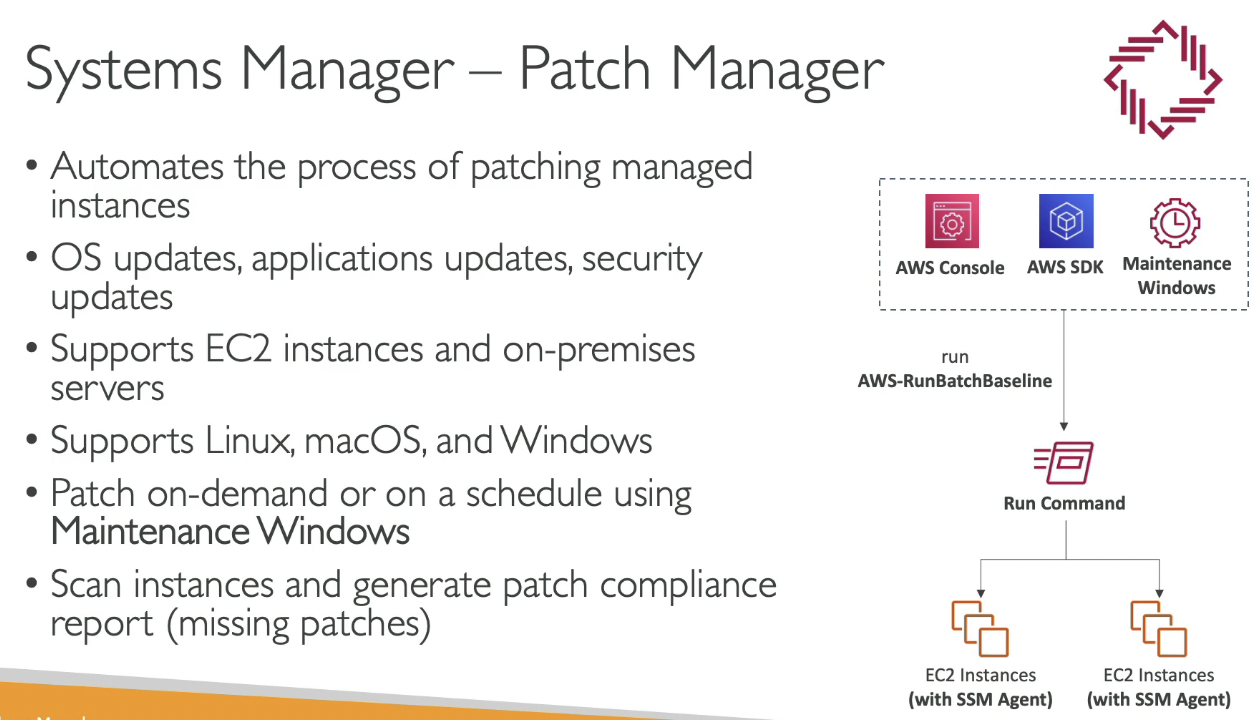 Systems Manager – Patch Manager
• Automates the process of patching managed
instances
• OS updates, applications updates, security
updates
• Supports EC2 instances and on-premises
servers
• Supports Linux, macOS, and Windows
• Patch on-demand or on a schedule using
Maintenance Windows
• Scan instances and generate patch compliance
report (missing patches)
AWS Console
AWS SDK
Maintenance
Windows
run
AWS-RunBatchBaseline
Run Command
EC2 Instances
(with SSM Agent)
EC2 Instances
(with SSM Agent)